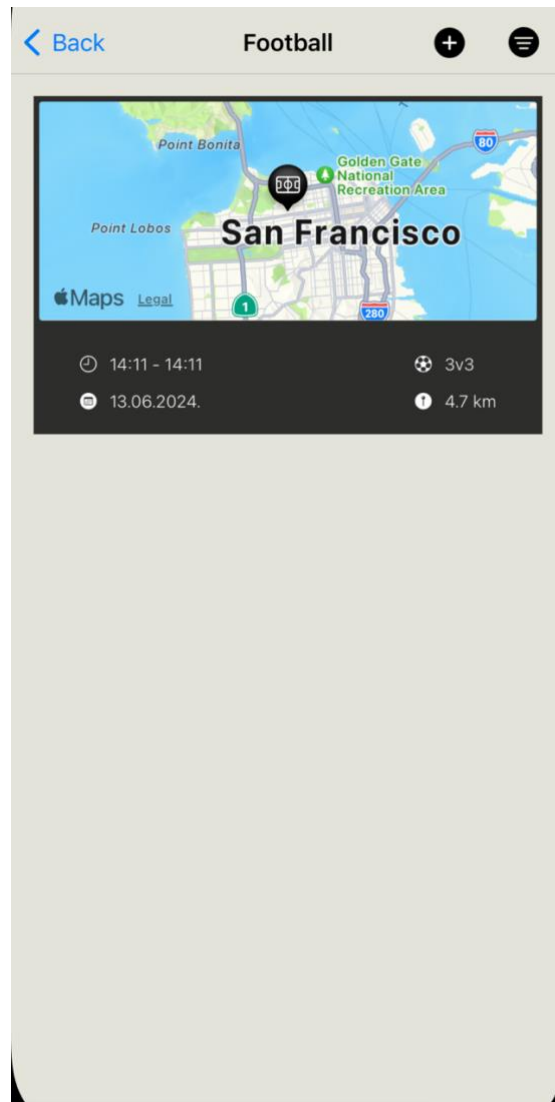 Back
Football
Point Bonita
80
Golden Gate
National
Recreation Area
Point Lobos
San Francisco
Maps Legal
1
280
14:11 - 14:11
3v3
13.06.2024.
4.7 km